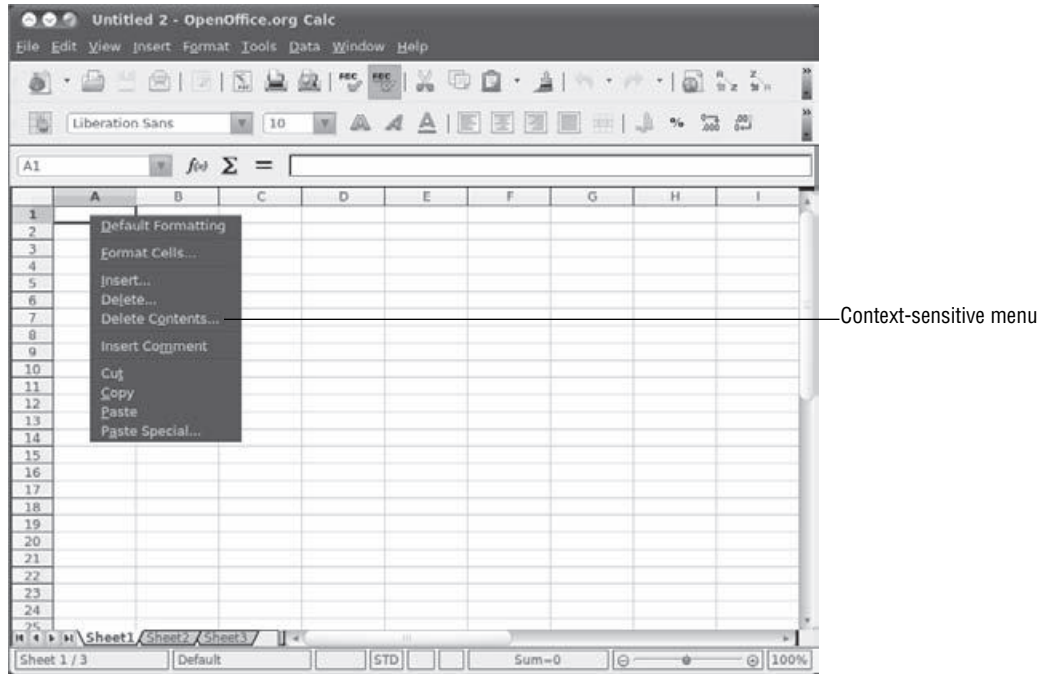 Untitled 2 - OpenOffice.org Calc
File Edit View Insert Format Tools Data Window Help
Liberation Sans 10
A1 f(x) Σ =
A B C D E F G H I
1
2
3
4
5
6
7
8
9
10
11
12
13
14
15
16
17
18
19
20
21
22
23
24
25
Default Formatting
Format Cells...
Insert...
Delete...
Delete Contents...
Insert Comment
Cut
Copy
Paste
Paste Special...
Context-sensitive menu
Sheet1 Sheet2 Sheet3
Sheet 1 / 3 Default STD Sum=0 100%